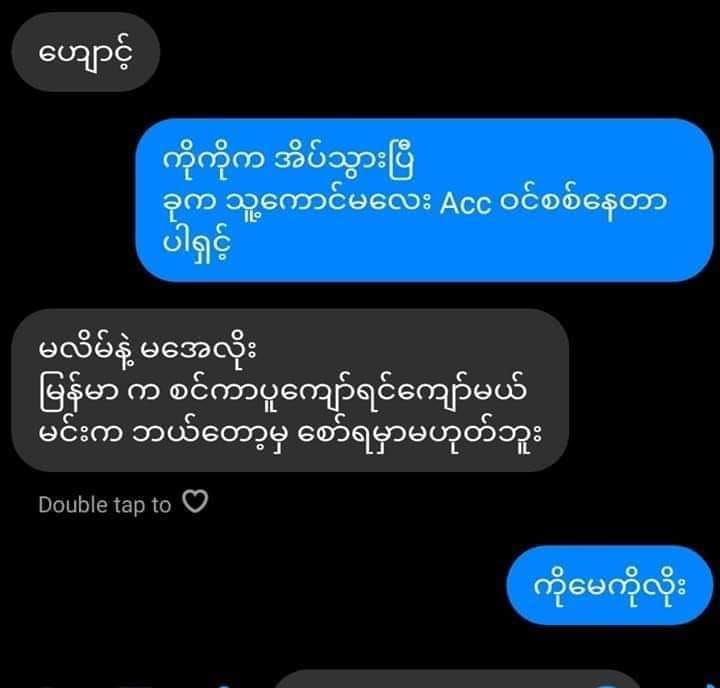 ဟျောင့်
ကိုကိုက အိပ်သွားပြီ
ခုက သူ့ကောင်မလေး Acc ဝင်စစ်နေတာ
ပါရှင့်
မလိမ်နဲ့ မအေလိုး
မြန်မာ က စင်ကာပူကျော်ရင်ကျော်မယ်
မင်းက ဘယ်တော့မှ စော်ရမှာမဟုတ်ဘူး
Double tap to
ကိုမေကိုလိုး